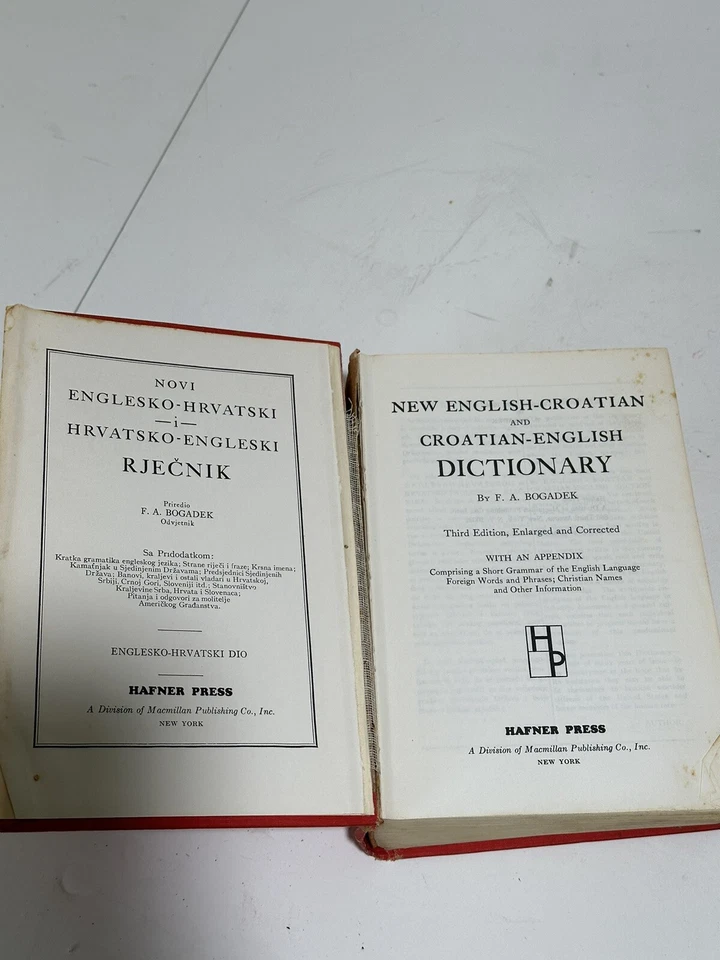 NOVI
ENGLESKO-HRVATSKI
—i—
HRVATSKO-ENGLESKI
RJEČNIK
Priredio
F. A. BOGADEK
Odvjetnik
Sa Pridodatkom:
Kratka gramatika engleskog jezika; Strane riječi i fraze; Krsna imena;
Kamatnjak u Sjedinjenim Državama; Predsjednici Sjedinjenih
Država; Banovi, kraljevi i ostali vladari u Hrvatskoj,
Srbiji, Crnoj Gori, Sloveniji itd.; Stanovništvo
Kraljevine Srba, Hrvata i Slovenaca;
Pitanja i odgovori za molitelje
Američkog Građanstva.
ENGLESKO-HRVATSKI DIO
HAFNER PRESS
A Division of Macmillan Publishing Co., Inc.
NEW YORK
NEW ENGLISH-CROATIAN
AND
CROATIAN-ENGLISH
DICTIONARY
By F. A. BOGADEK
Third Edition, Enlarged and Corrected
WITH AN APPENDIX
Comprising a Short Grammar of the English Language
Foreign Words and Phrases; Christian Names
and Other Information
HP
HAFNER PRESS
A Division of Macmillan Publishing Co., Inc.
NEW YORK